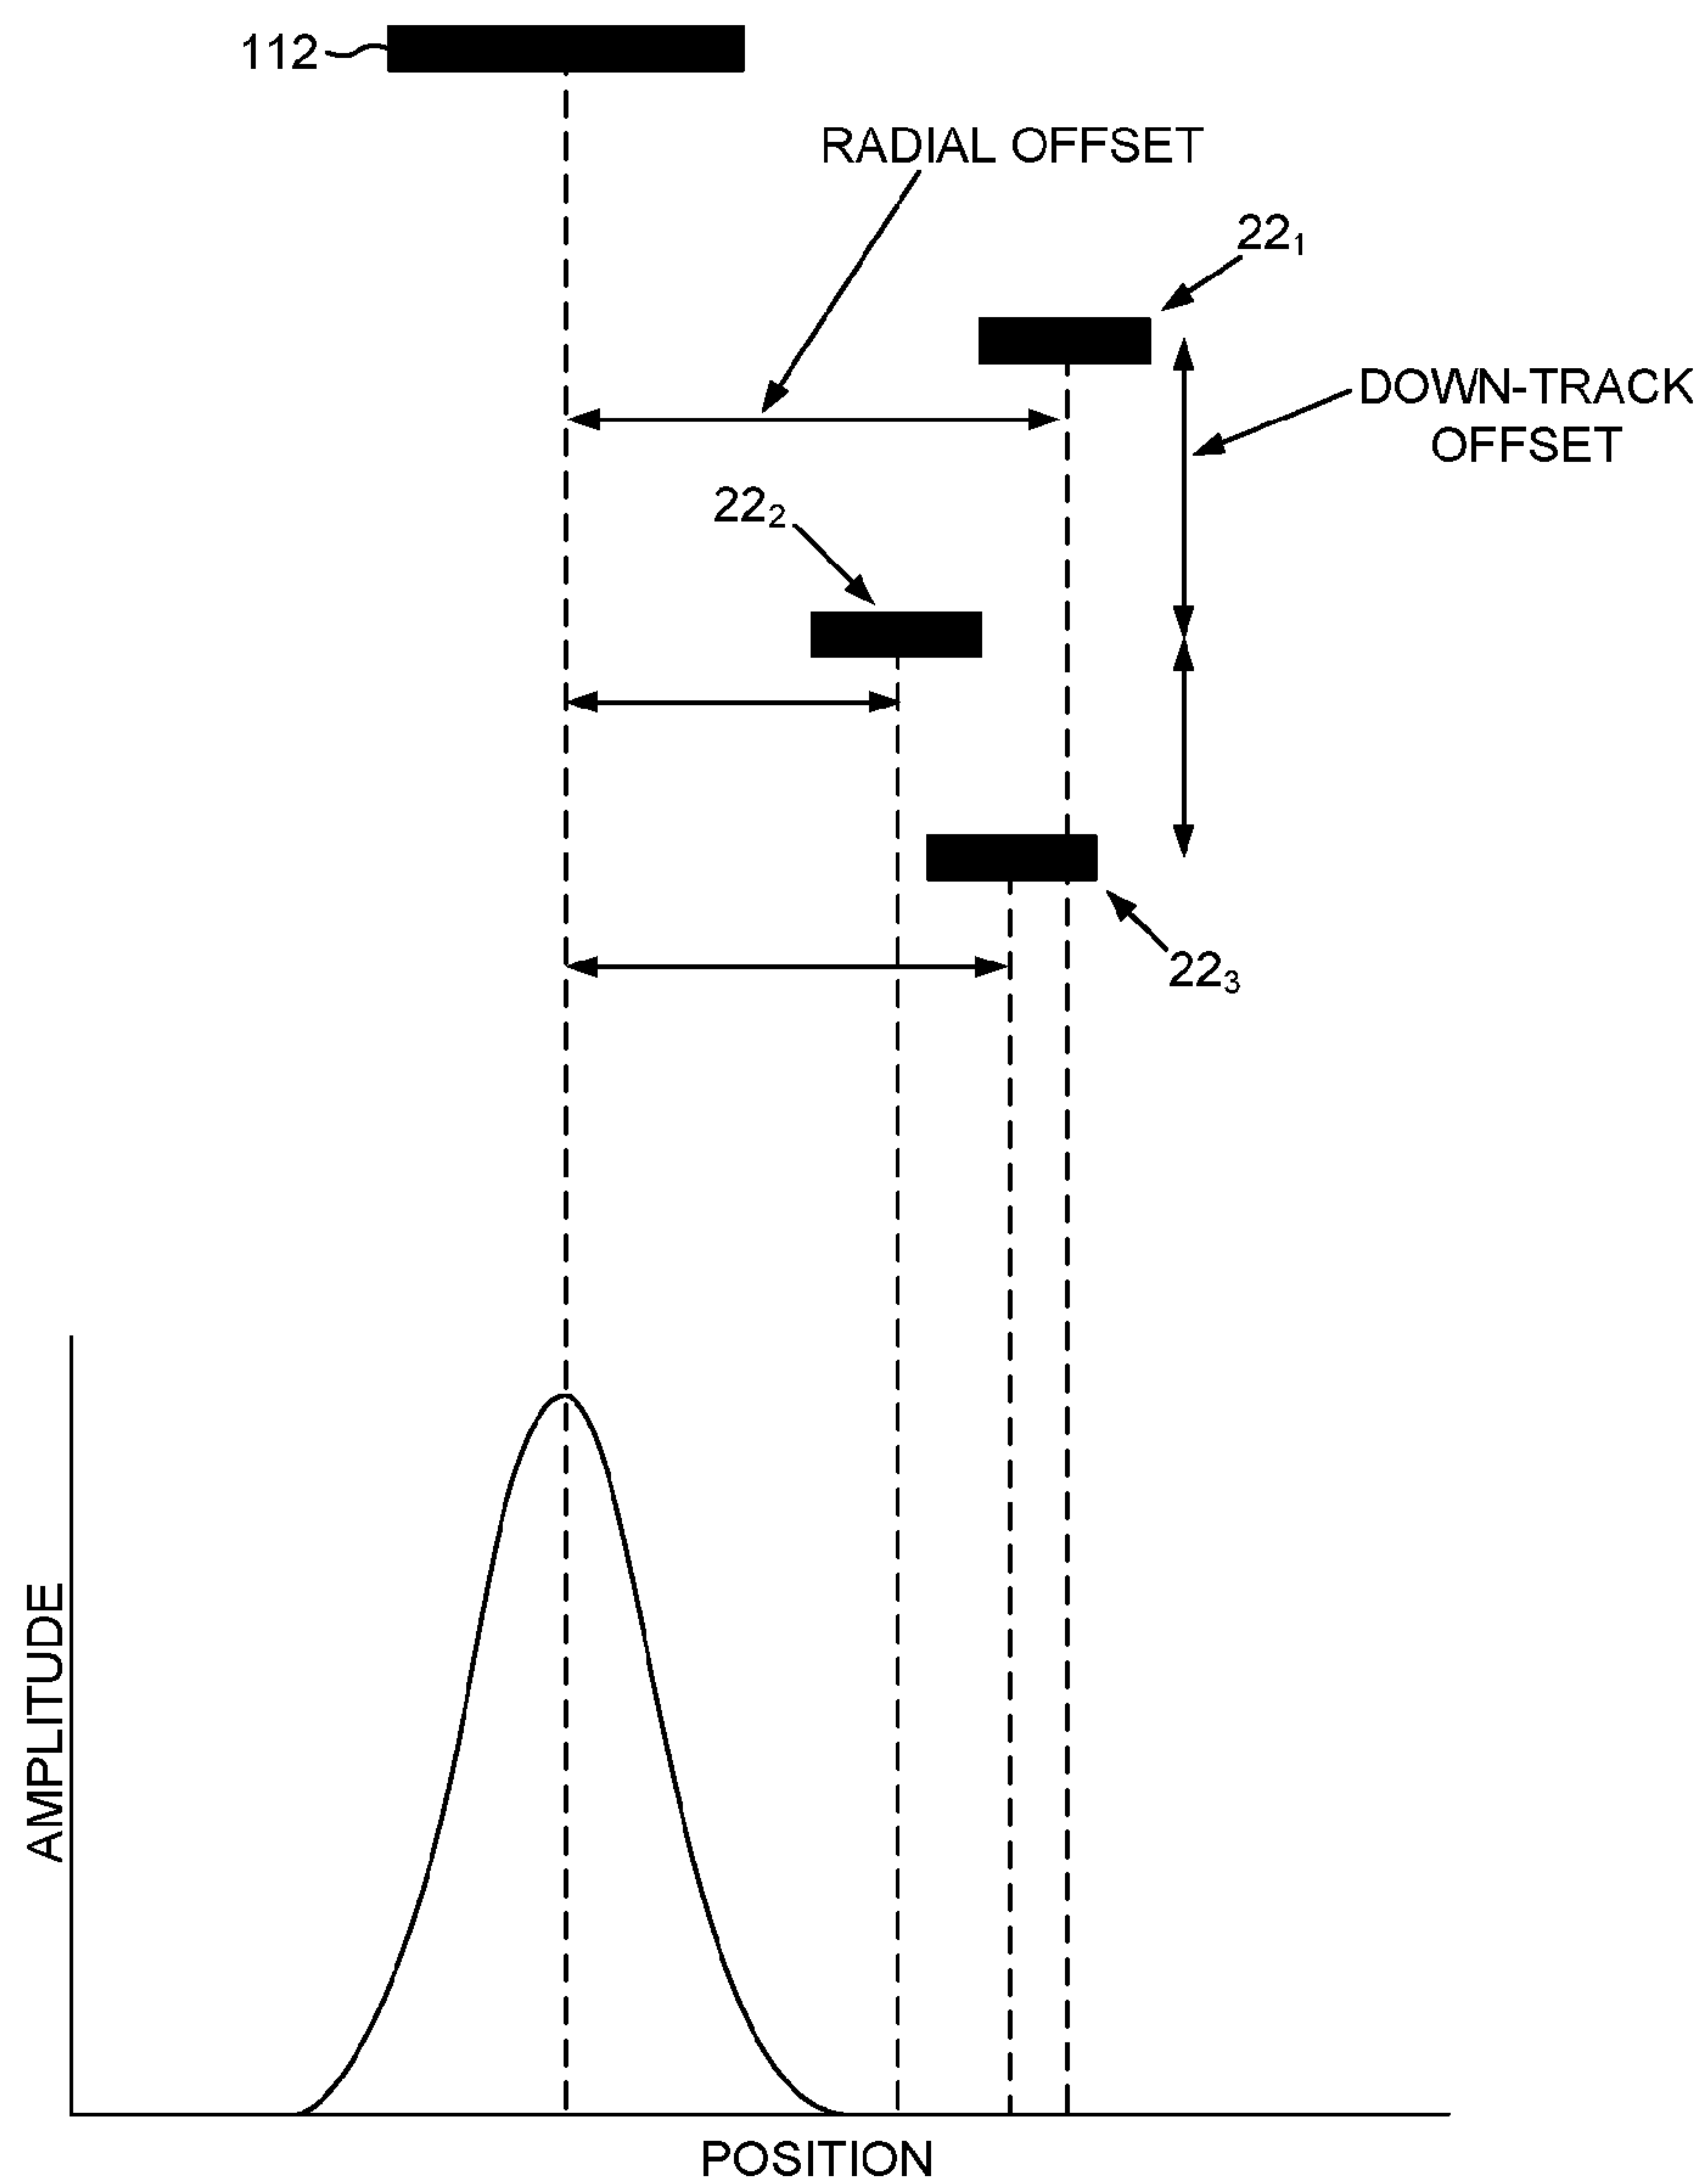 112
RADIAL OFFSET
22₁
DOWN-TRACK
OFFSET
22₂
22₃
AMPLITUDE
POSITION